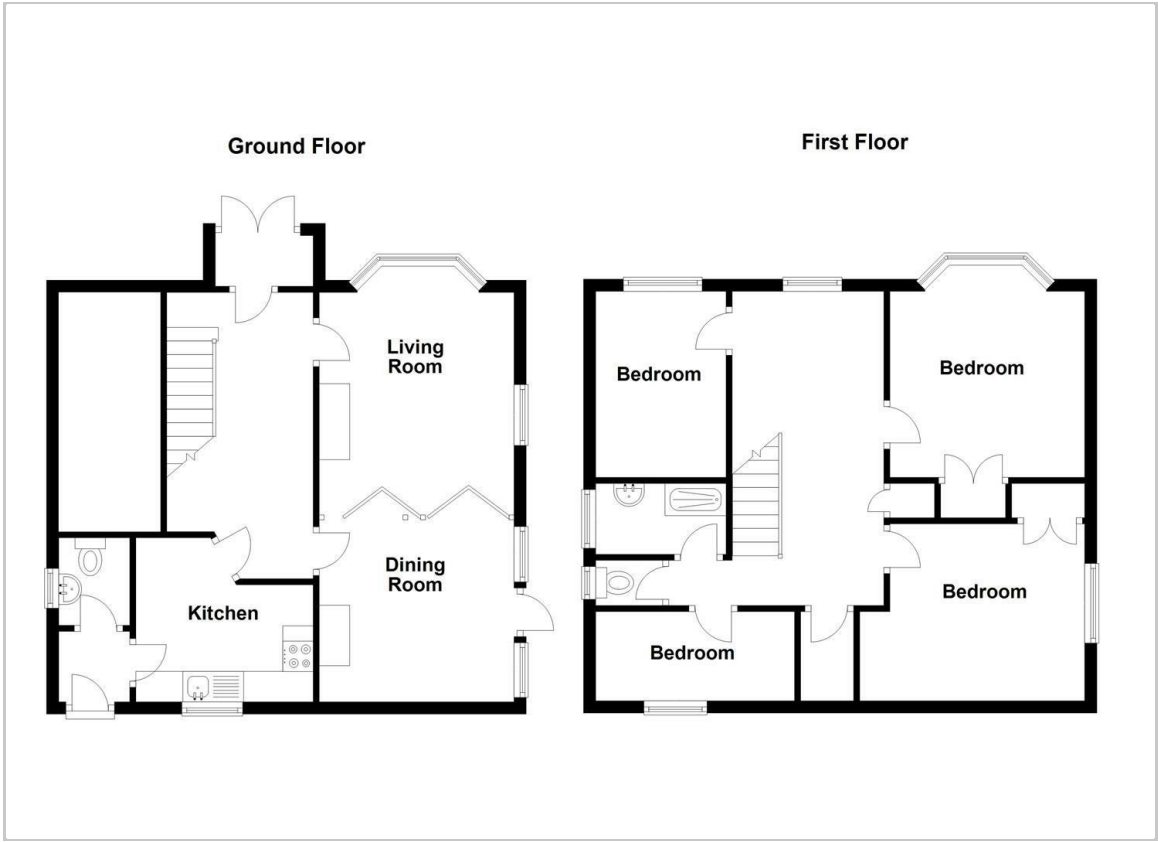 Ground Floor
Living
Room
Dining
Room
Kitchen
First Floor
Bedroom
Bedroom
Bedroom
Bedroom